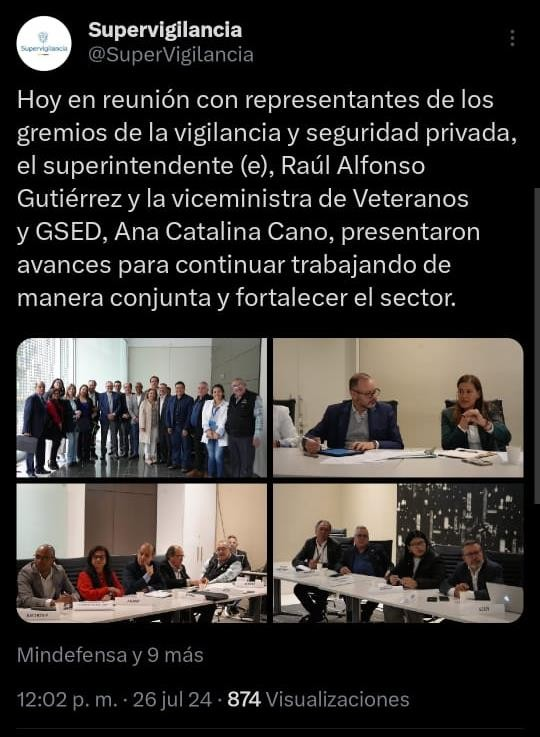 Supervigilancia
@SuperVigilancia
Supervigilancia
Hoy en reunión con representantes de los
gremios de la vigilancia y seguridad privada,
el superintendente (e), Raúl Alfonso
Gutiérrez y la viceministra de Veteranos
y GSED, Ana Catalina Cano, presentaron
avances para continuar trabajando de
manera conjunta y fortalecer el sector.
Mindefensa y 9 más
12:02 p. m. · 26 jul 24 · 874 Visualizaciones